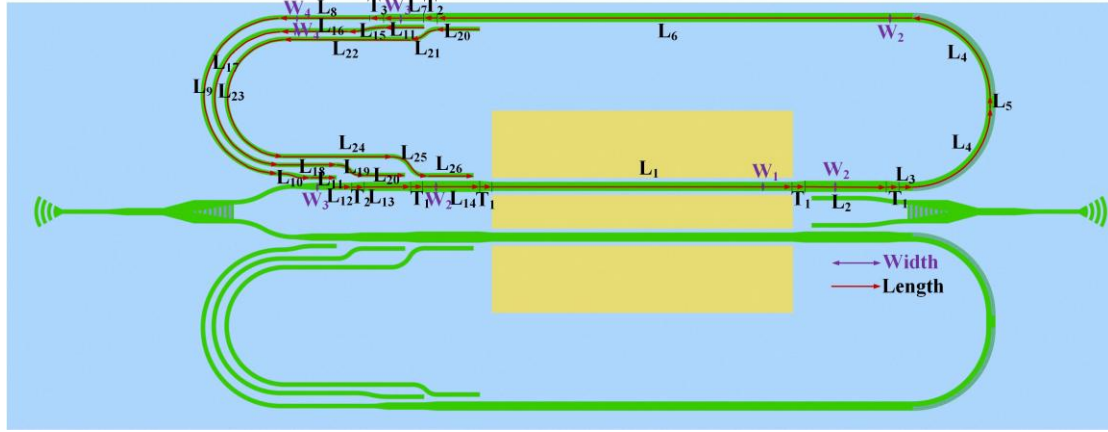 W₄ L₈ T₃ W₃ L₇ T₂
L₁₆ W₃ L₁₅ L₁₁ L₂₀ L₆ W₂
L₂₂ L₂₁ L₄
L₁₇
L₉ L₂₃ L₅
L₂₄ L₂₅ L₄
L₁₈ L₁₉ L₂₆ L₁ W₁ W₂ L₃
L₁₀ L₁₁ L₂₀
W₃ L₁₂ T₂ L₁₃ T₁ W₂ L₁₄ T₁ T₁ L₂ T₁
Width
Length